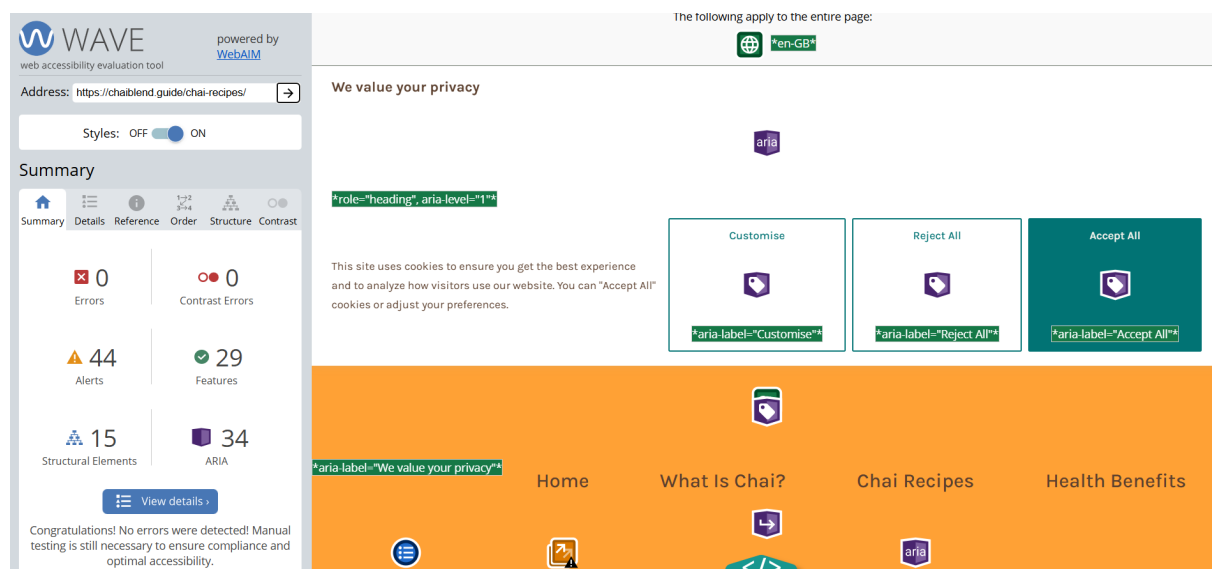 WAVE
powered by
WebAIM
web accessibility evaluation tool
Address: https://chaiblend.guide/chai-recipes/
Styles: OFF ON
Summary
Summary Details Reference Order Structure Contrast
0 Errors
0 Contrast Errors
44 Alerts
29 Features
15 Structural Elements
34 ARIA
View details ›
Congratulations! No errors were detected! Manual
testing is still necessary to ensure compliance and
optimal accessibility.
The following apply to the entire page:
*en-GB*
We value your privacy
aria
*role="heading", aria-level="1"*
This site uses cookies to ensure you get the best experience
and to analyze how visitors use our website. You can "Accept All"
cookies or adjust your preferences.
Customise
*aria-label="Customise"*
Reject All
*aria-label="Reject All"*
Accept All
*aria-label="Accept All"*
*aria-label="We value your privacy"*
Home
What Is Chai?
Chai Recipes
Health Benefits
aria